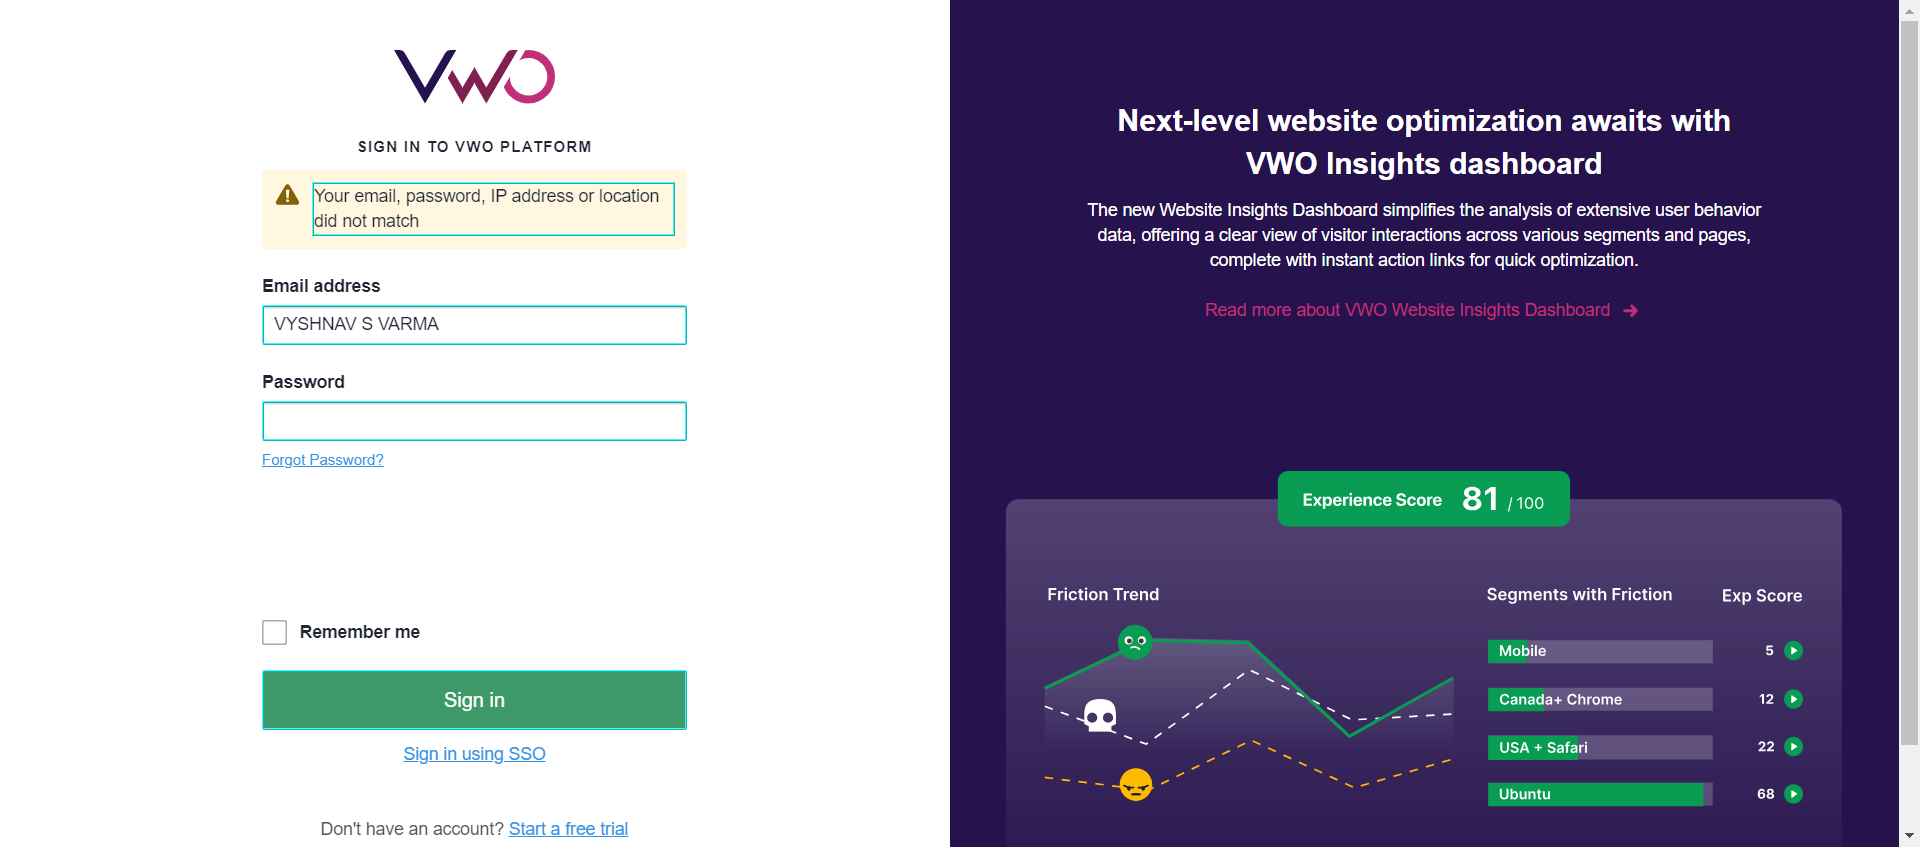 VWO
SIGN IN TO VWO PLATFORM
Your email, password, IP address or location
did not match
Email address
VYSHNAV S VARMA
Password
Forgot Password?
Remember me
Sign in
Sign in using SSO
Don't have an account? Start a free trial
Next-level website optimization awaits with
VWO Insights dashboard
The new Website Insights Dashboard simplifies the analysis of extensive user behavior
data, offering a clear view of visitor interactions across various segments and pages,
complete with instant action links for quick optimization.
Read more about VWO Website Insights Dashboard
Experience Score 81 / 100
Friction Trend
Segments with Friction Exp Score
Mobile 5
Canada+ Chrome 12
USA + Safari 22
Ubuntu 68